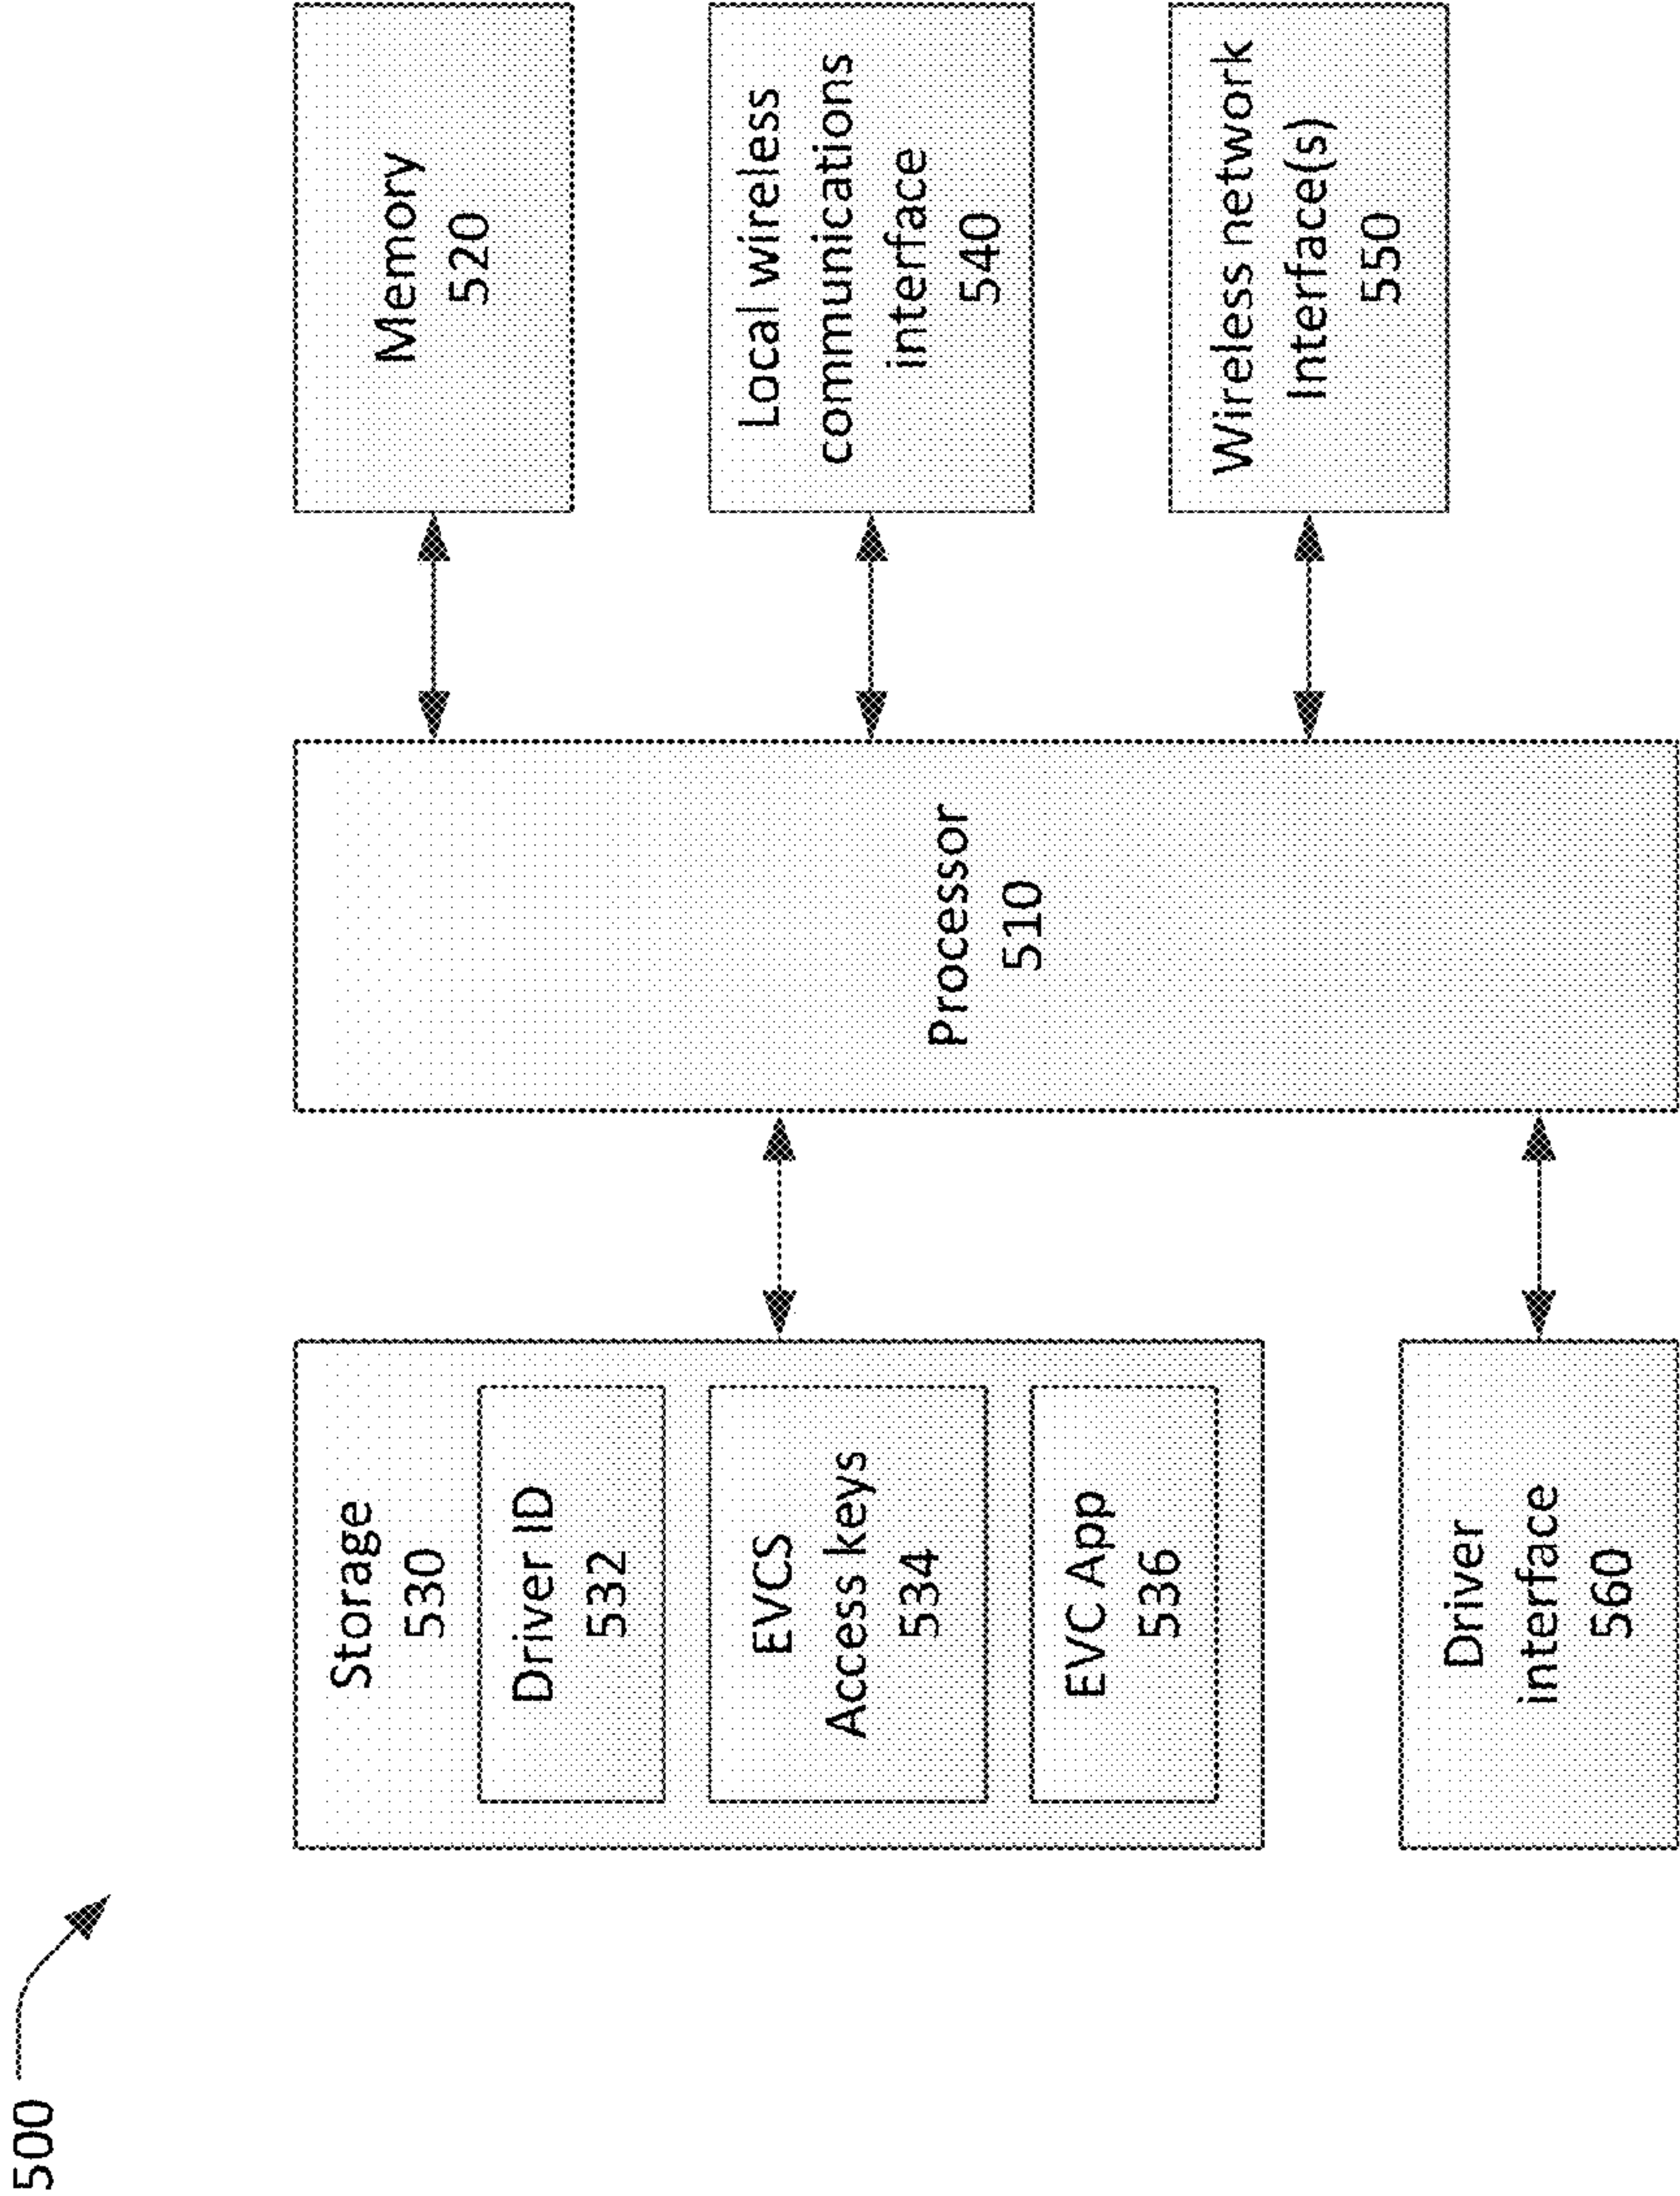 500
Storage
530
Driver ID
532
EVCS
Access keys
534
EVC App
536
Driver
interface
560
Processor
510
Memory
520
Local wireless
communications
interface
540
Wireless network
Interface(s)
550